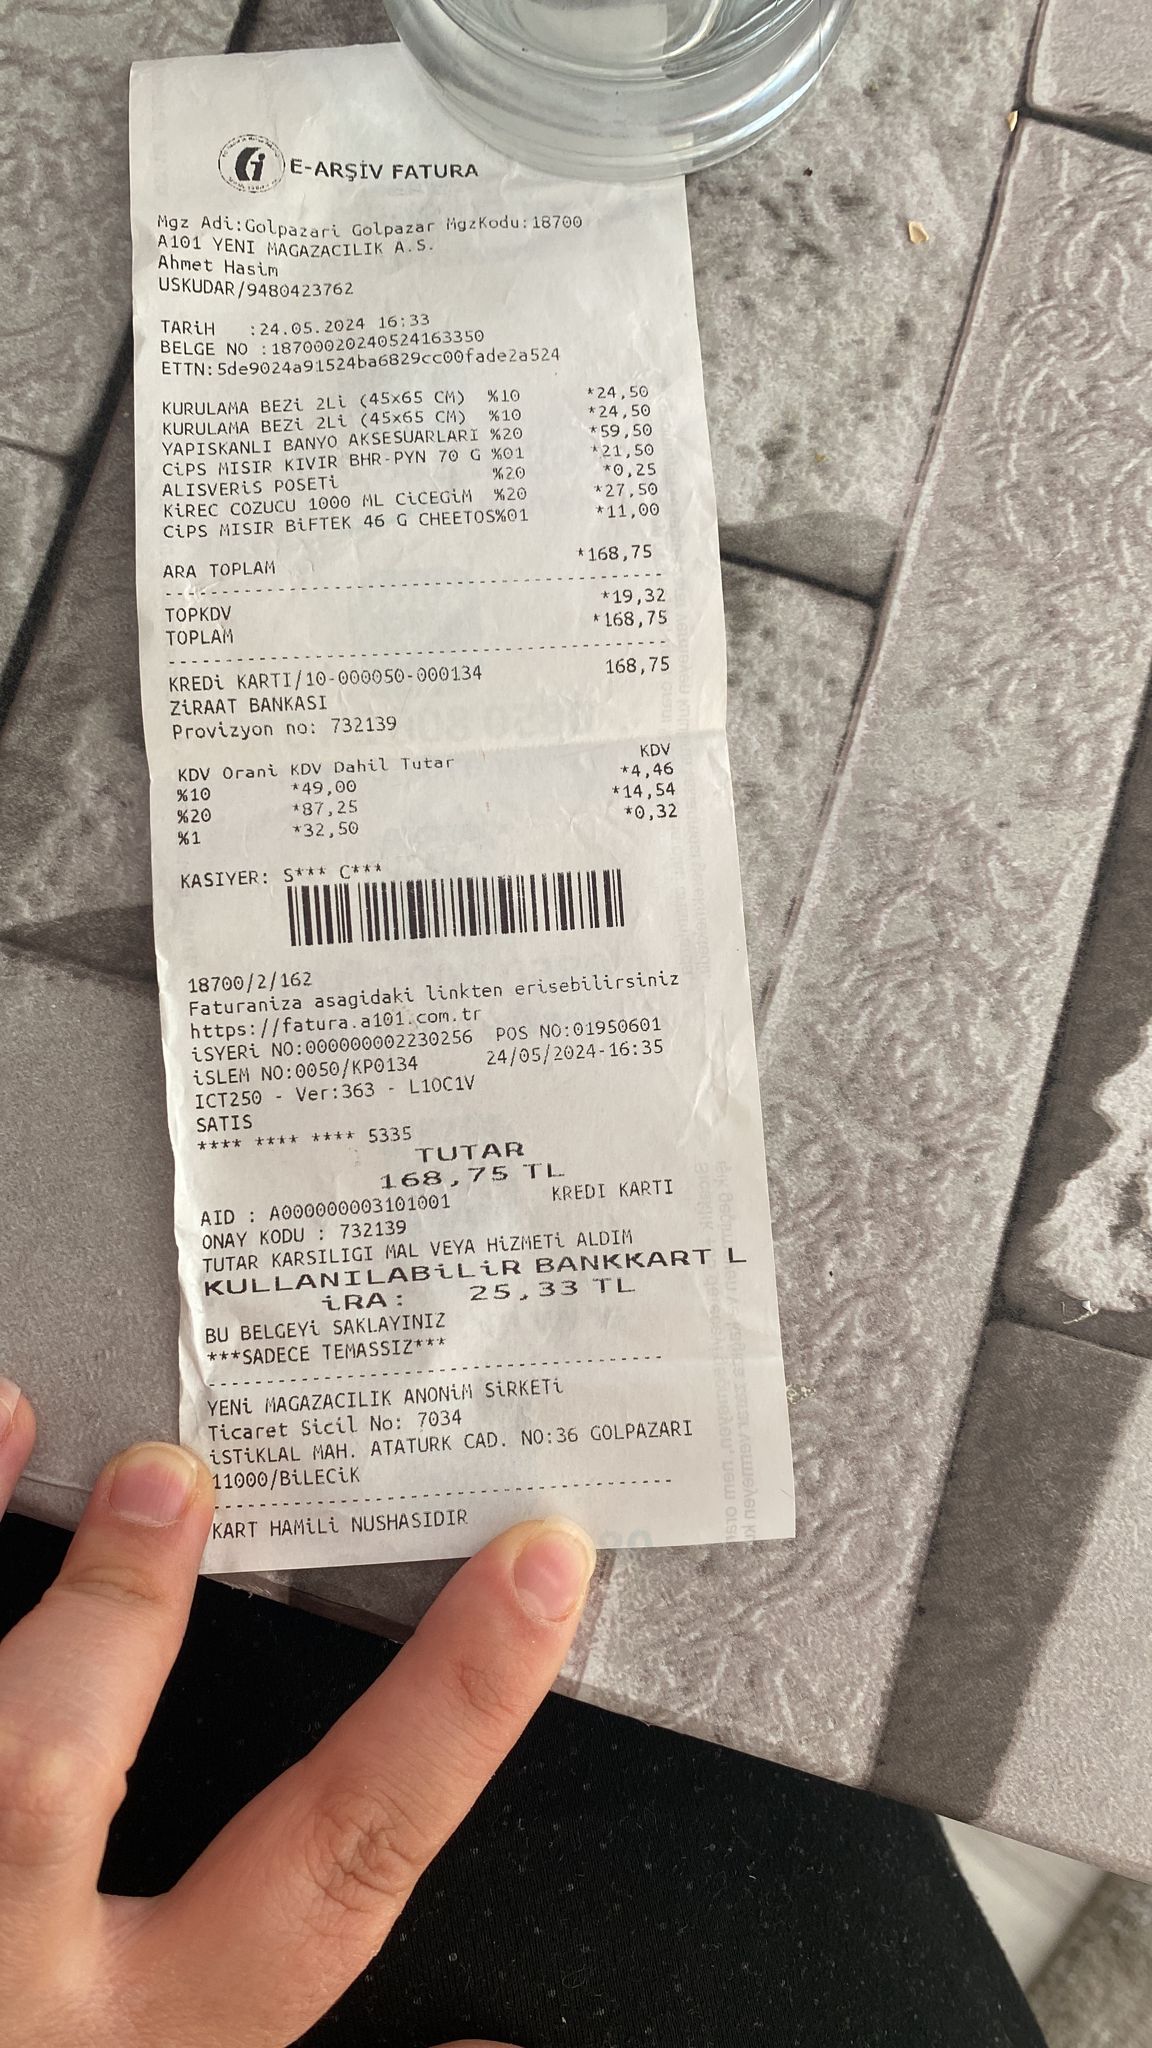 E-ARŞİV FATURA
Mgz Adi:Golpazari Golpazar MgzKodu:18700
A101 YENI MAGAZACILIK A.S.
Ahmet Hasim
USKUDAR/9480423762
TARiH :24.05.2024 16:33
BELGE NO :18700020240524163350
ETTN:5de9024a91524ba6829cc00fade2a524
KURULAMA BEZi 2Li (45x65 CM) %10 *24,50
KURULAMA BEZi 2Li (45x65 CM) %10 *24,50
YAPISKANLI BANYO AKSESUARLARI %20 *59,50
CiPS MISIR KIVIR BHR-PYN 70 G %01 *21,50
ALISVERiS POSETi %20 *0,25
KiREC COZUCU 1000 ML CiCEGiM %20 *27,50
CiPS MISIR BiFTEK 46 G CHEETOS%01 *11,00
ARA TOPLAM *168,75
TOPKDV *19,32
TOPLAM *168,75
KREDi KARTI/10-000050-000134 168,75
ZiRAAT BANKASI
Provizyon no: 732139
KDV Orani KDV Dahil Tutar KDV
%10 *49,00 *4,46
%20 *87,25 *14,54
%1 *32,50 *0,32
KASIYER: S*** C***
18700/2/162
Faturaniza asagidaki linkten erisebilirsiniz
https://fatura.a101.com.tr
iSYERi NO:000000002230256 POS NO:01950601
iSLEM NO:0050/KP0134 24/05/2024-16:35
ICT250 - Ver:363 - L10C1V
SATIS
**** **** **** 5335
TUTAR
168,75 TL
AID : A000000003101001 KREDI KARTI
ONAY KODU : 732139
TUTAR KARSILIGI MAL VEYA HiZMETi ALDIM
KULLANILABiLiR BANKKART L
iRA: 25,33 TL
BU BELGEYi SAKLAYINIZ
***SADECE TEMASSIZ***
YENi MAGAZACILIK ANONiM SiRKETi
Ticaret Sicil No: 7034
iSTiKLAL MAH. ATATURK CAD. NO:36 GOLPAZARI
11000/BiLECiK
KART HAMiLi NUSHASIDIR